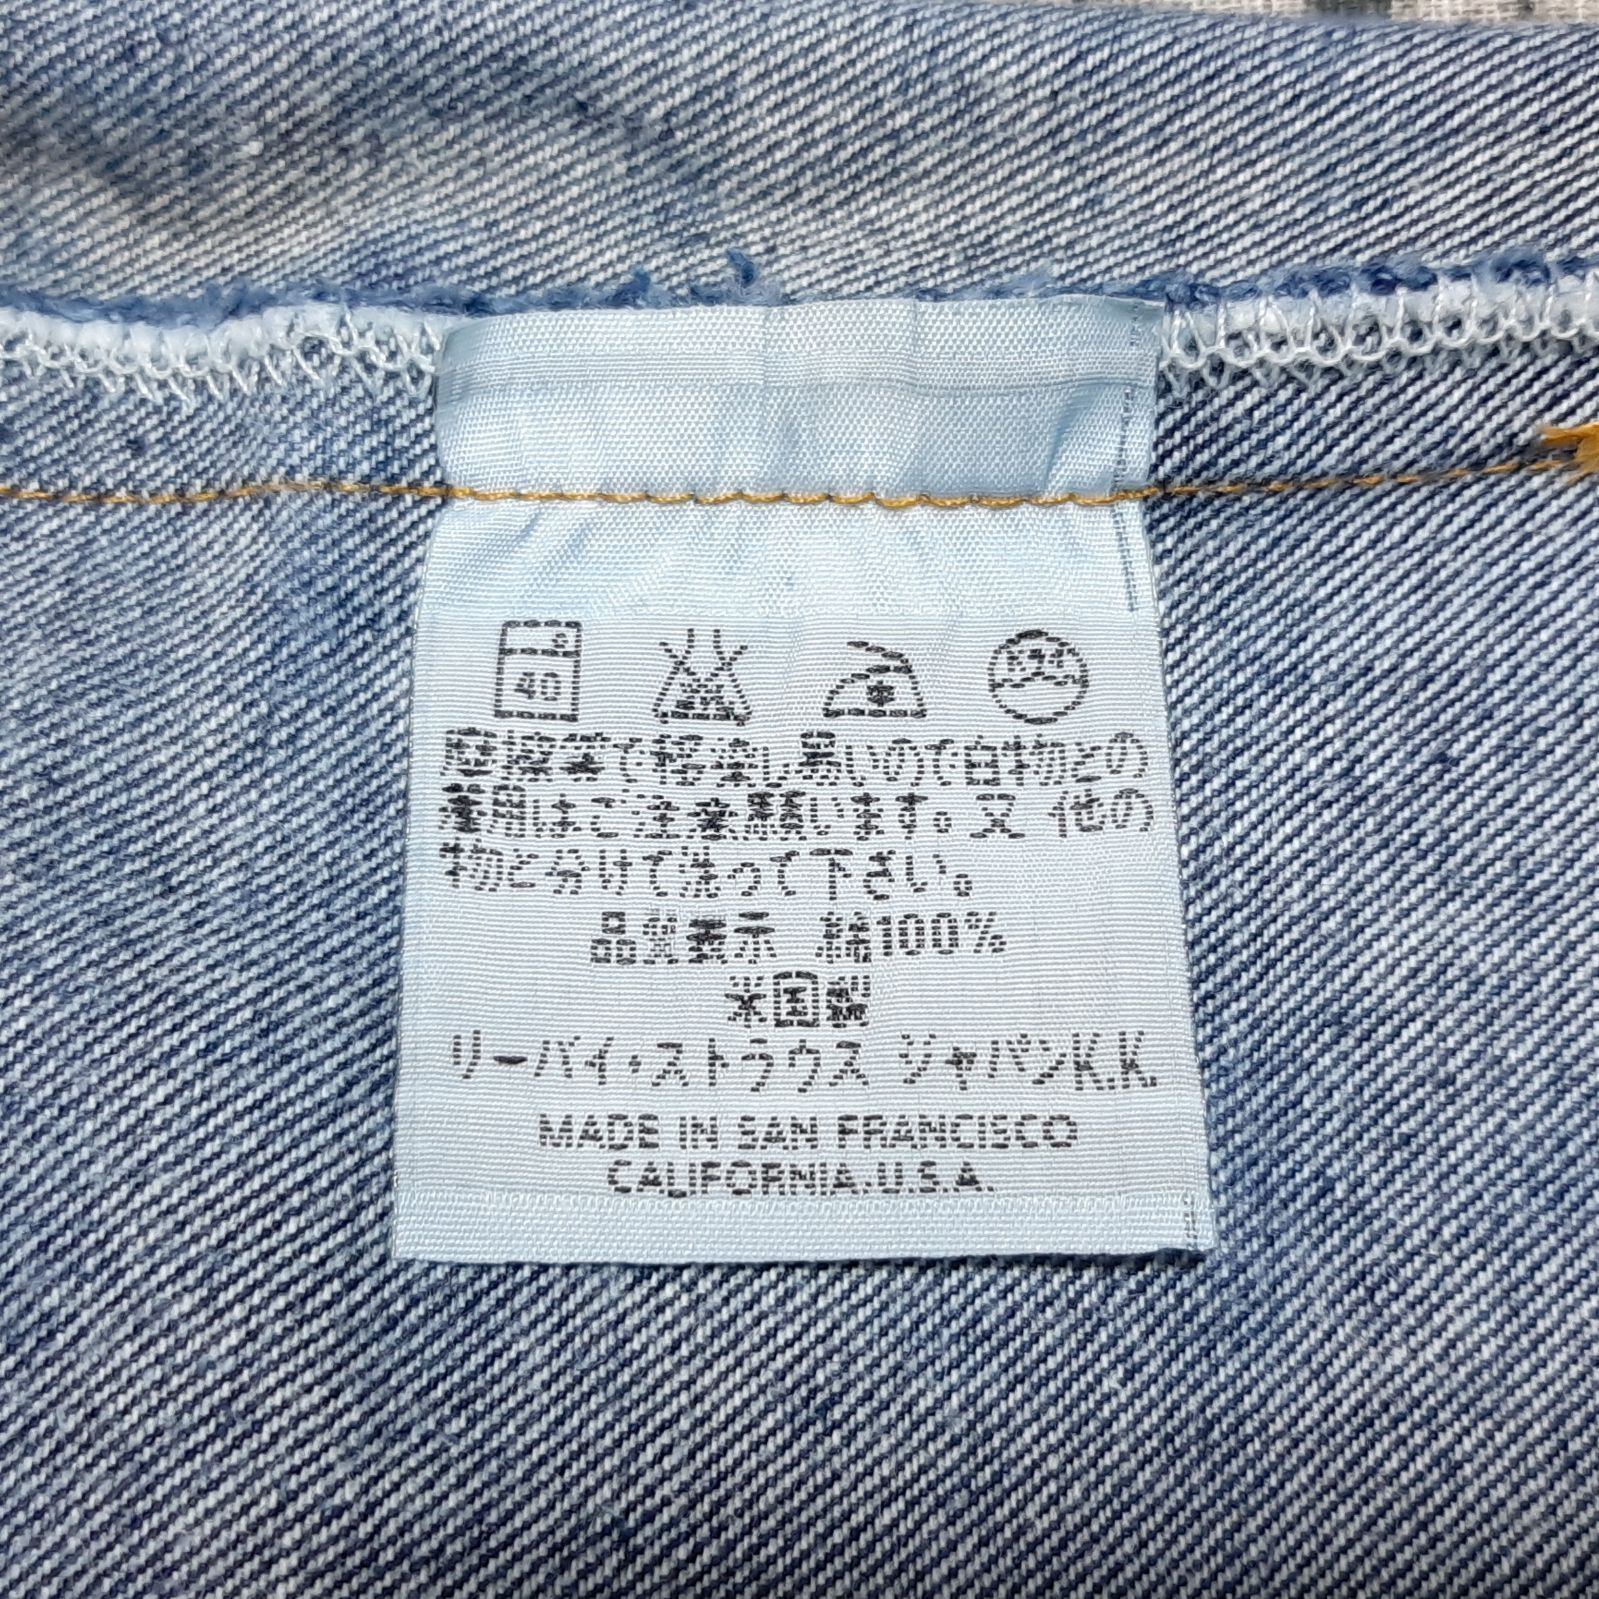 40
摩擦等で移染し易いので白物との
着用はご注意願います。又 他の
物と分けて洗って下さい。
品質表示 綿100%
米国製
リーバイ・ストラウス ジャパンK.K.
MADE IN SAN FRANCISCO
CALIFORNIA.U.S.A.